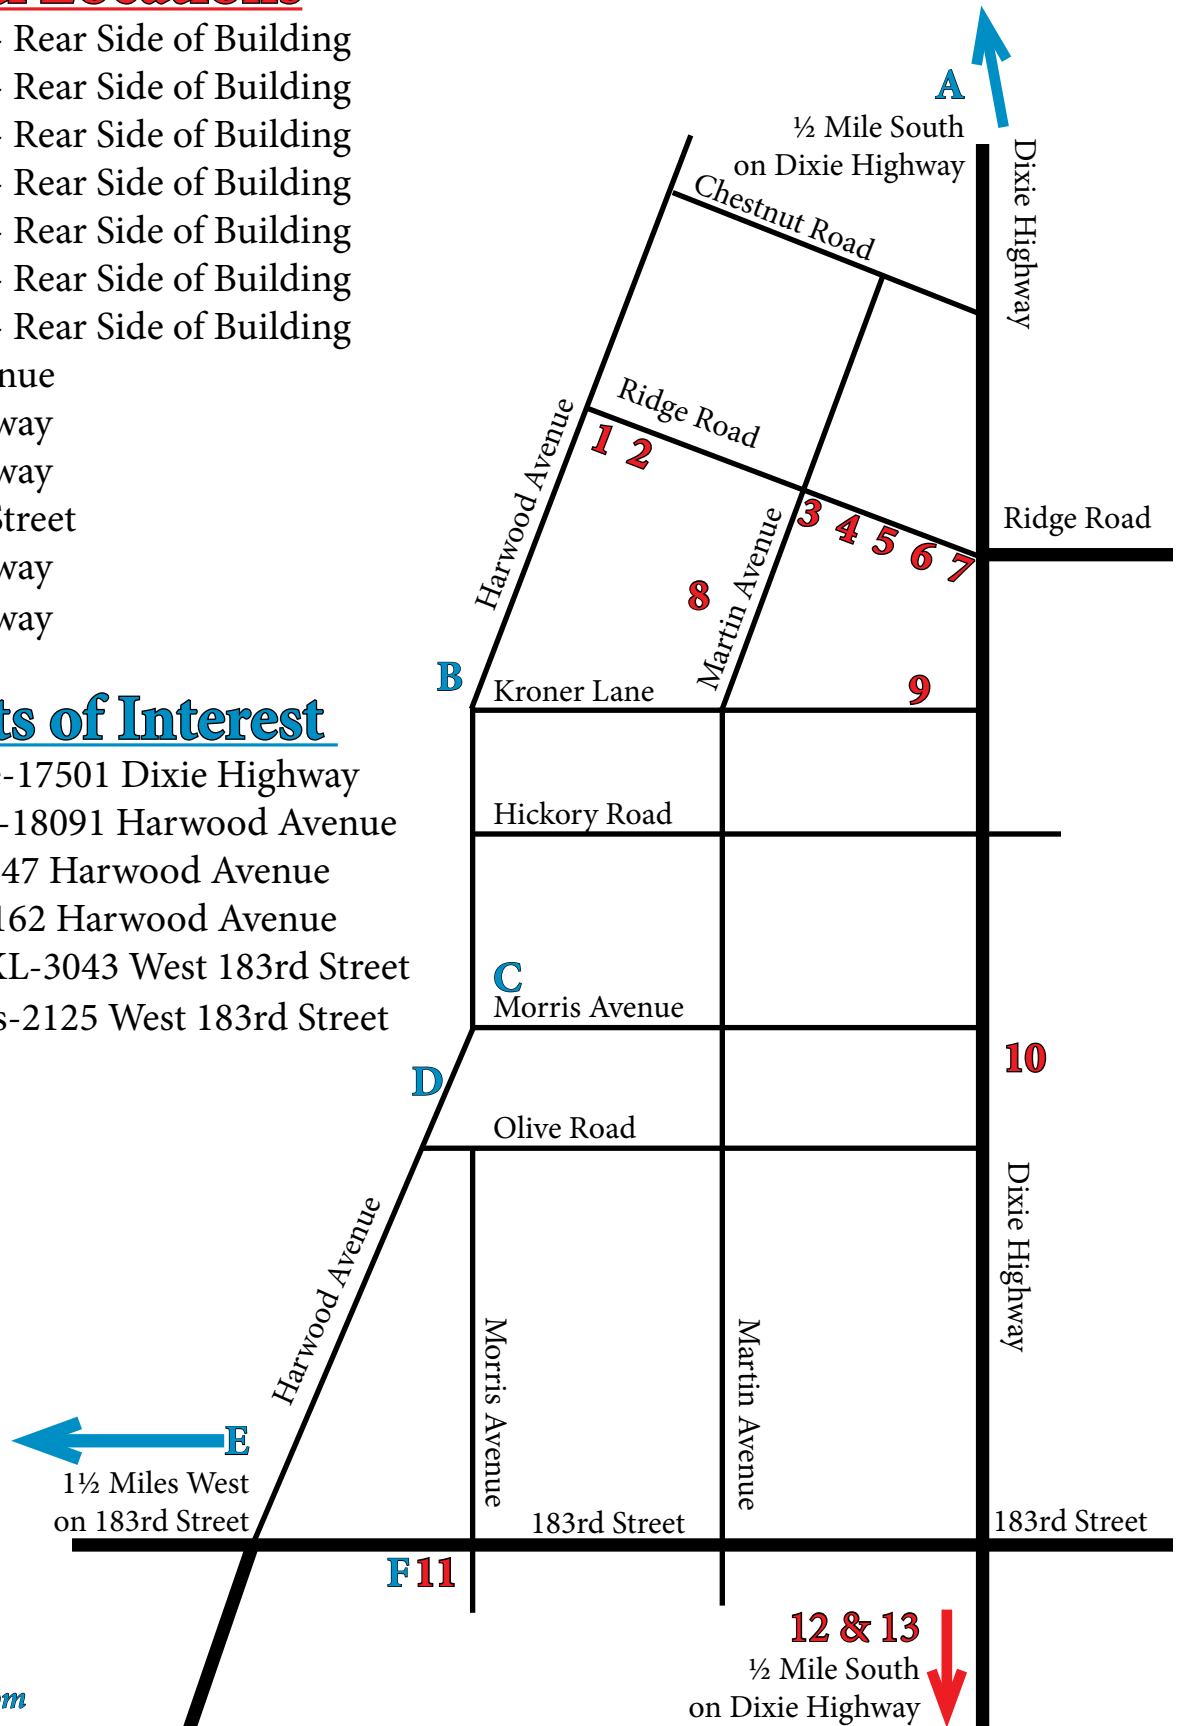 Locations
- Rear Side of Building
- Rear Side of Building
- Rear Side of Building
- Rear Side of Building
- Rear Side of Building
- Rear Side of Building
- Rear Side of Building
nue
way
way
Street
way
way
ts of Interest
e-17501 Dixie Highway
-18091 Harwood Avenue
47 Harwood Avenue
162 Harwood Avenue
KL-3043 West 183rd Street
s-2125 West 183rd Street
A
½ Mile South
on Dixie Highway
Dixie Highway
Chestnut Road
Ridge Road
Harwood Avenue
1 2
3 4 5 6 7
Ridge Road
Martin Avenue
8
B
Kroner Lane
9
Hickory Road
C
Morris Avenue
10
D
Olive Road
Dixie Highway
Harwood Avenue
Morris Avenue
Martin Avenue
E
1½ Miles West
on 183rd Street
183rd Street
183rd Street
F 11
12 & 13
½ Mile South
on Dixie Highway
om